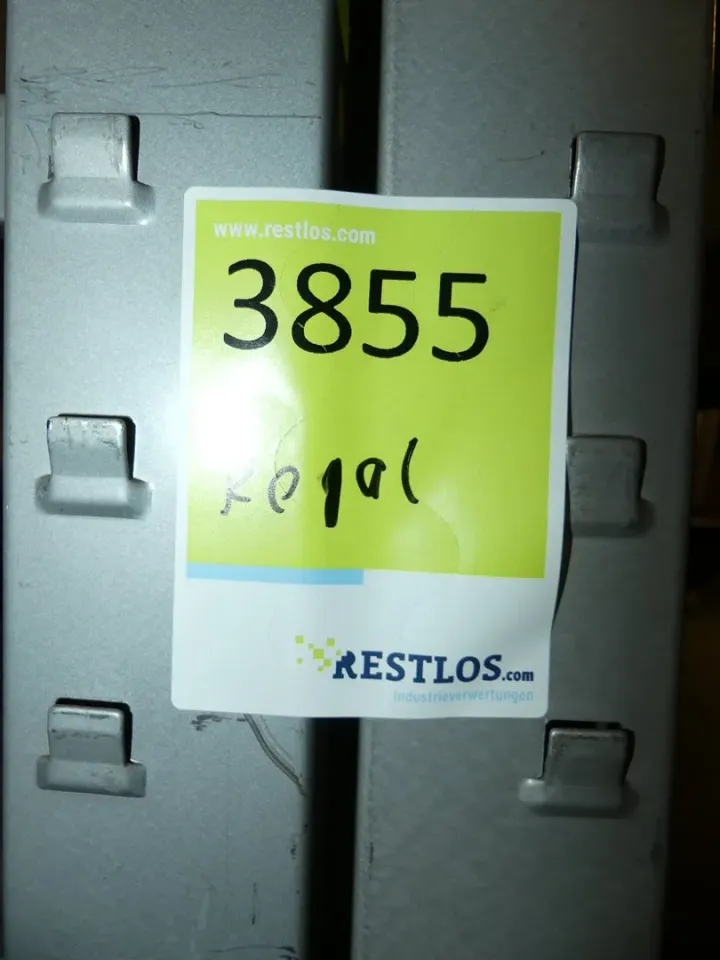 www.restlos.com
3855
Regal
RESTLOS.com
Industrieverwertungen